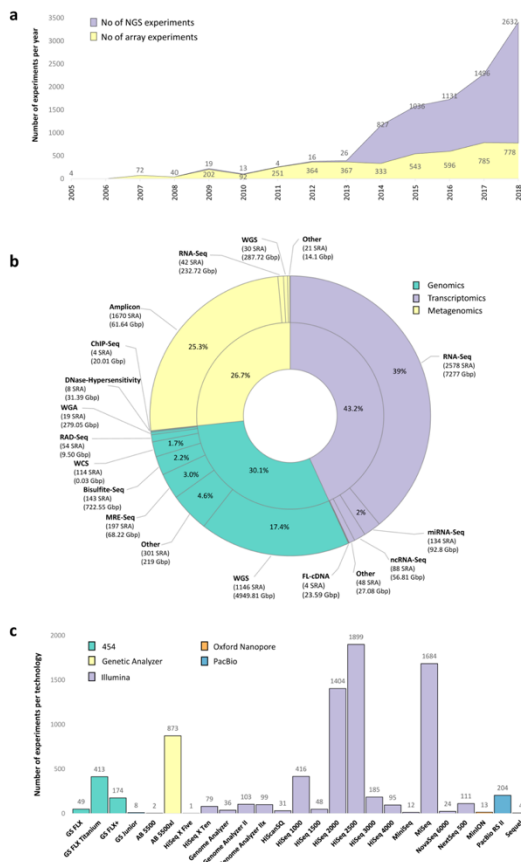 a
3500
3000
2500
2000
1500
1000
500
0
Number of experiments per year
No of NGS experiments
No of array experiments
4
72
40
19
202
13
92
4
251
16
364
26
367
827
333
1036
543
1131
596
1486
785
2632
778
2005
2006
2007
2008
2009
2010
2011
2012
2013
2014
2015
2016
2017
2018
b
Genomics
Transcriptomics
Metagenomics
WGS
(30 SRA)
(287.72 Gbp)
Other
(21 SRA)
(14.1 Gbp)
RNA-Seq
(42 SRA)
(232.72 Gbp)
Amplicon
(1670 SRA)
(61.64 Gbp)
ChIP-Seq
(4 SRA)
(20.01 Gbp)
DNase-Hypersensitivity
(8 SRA)
(31.39 Gbp)
WGA
(19 SRA)
(279.05 Gbp)
RAD-Seq
(54 SRA)
(9.50 Gbp)
WCS
(114 SRA)
(0.03 Gbp)
Bisulfite-Seq
(143 SRA)
(722.55 Gbp)
MRE-Seq
(197 SRA)
(68.22 Gbp)
Other
(301 SRA)
(219 Gbp)
WGS
(1146 SRA)
(4949.81 Gbp)
FL-cDNA
(4 SRA)
(23.59 Gbp)
Other
(48 SRA)
(27.08 Gbp)
ncRNA-Seq
(88 SRA)
(56.81 Gbp)
miRNA-Seq
(134 SRA)
(92.8 Gbp)
RNA-Seq
(2578 SRA)
(7277 Gbp)
25.3%
26.7%
39%
43.2%
2%
30.1%
1.7%
2.2%
3.0%
4.6%
17.4%
c
2000
1500
1000
500
0
Number of experiments per technology
454
Genetic Analyzer
Illumina
Oxford Nanopore
PacBio
49
413
174
8
2
873
1
79
36
103
99
31
416
48
1404
1899
185
95
12
1684
24
111
13
204
4
GS FLX
GS FLX Titanium
GS FLX+
GS Junior
AB 5500
AB 5500xl
HiSeq X Five
HiSeq X Ten
Genome Analyzer
Genome Analyzer II
Genome Analyzer IIx
HiScanSQ
HiSeq 1000
HiSeq 1500
HiSeq 2000
HiSeq 2500
HiSeq 3000
HiSeq 4000
MiniSeq
MiSeq
NovaSeq 6000
NextSeq 500
MinION
PacBio RS II
Sequel